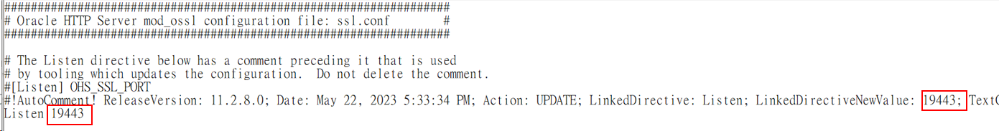 ###################################################################
# Oracle HTTP Server mod_ossl configuration file: ssl.conf        #
###################################################################
# The Listen directive below has a comment preceding it that is used
# by tooling which updates the configuration.  Do not delete the comment.
#[Listen] OHS_SSL_PORT
#!AutoComment! ReleaseVersion: 11.2.8.0; Date: May 22, 2023 5:33:34 PM; Action: UPDATE; LinkedDirective: Listen; LinkedDirectiveNewValue: 19443; Text
Listen 19443